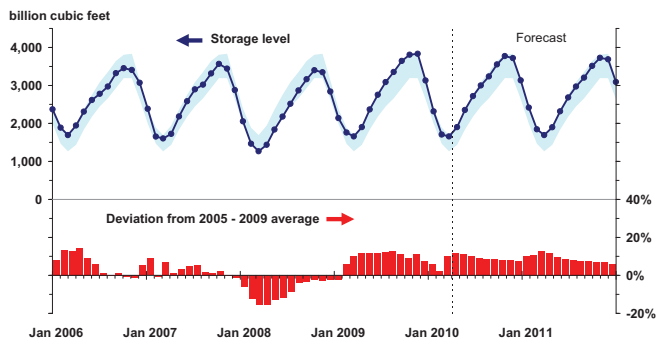 billion cubic feet
Storage level
Forecast
4,000
3,000
2,000
1,000
0
40%
Deviation from 2005 - 2009 average
20%
0%
-20%
Jan 2006 Jan 2007 Jan 2008 Jan 2009 Jan 2010 Jan 2011